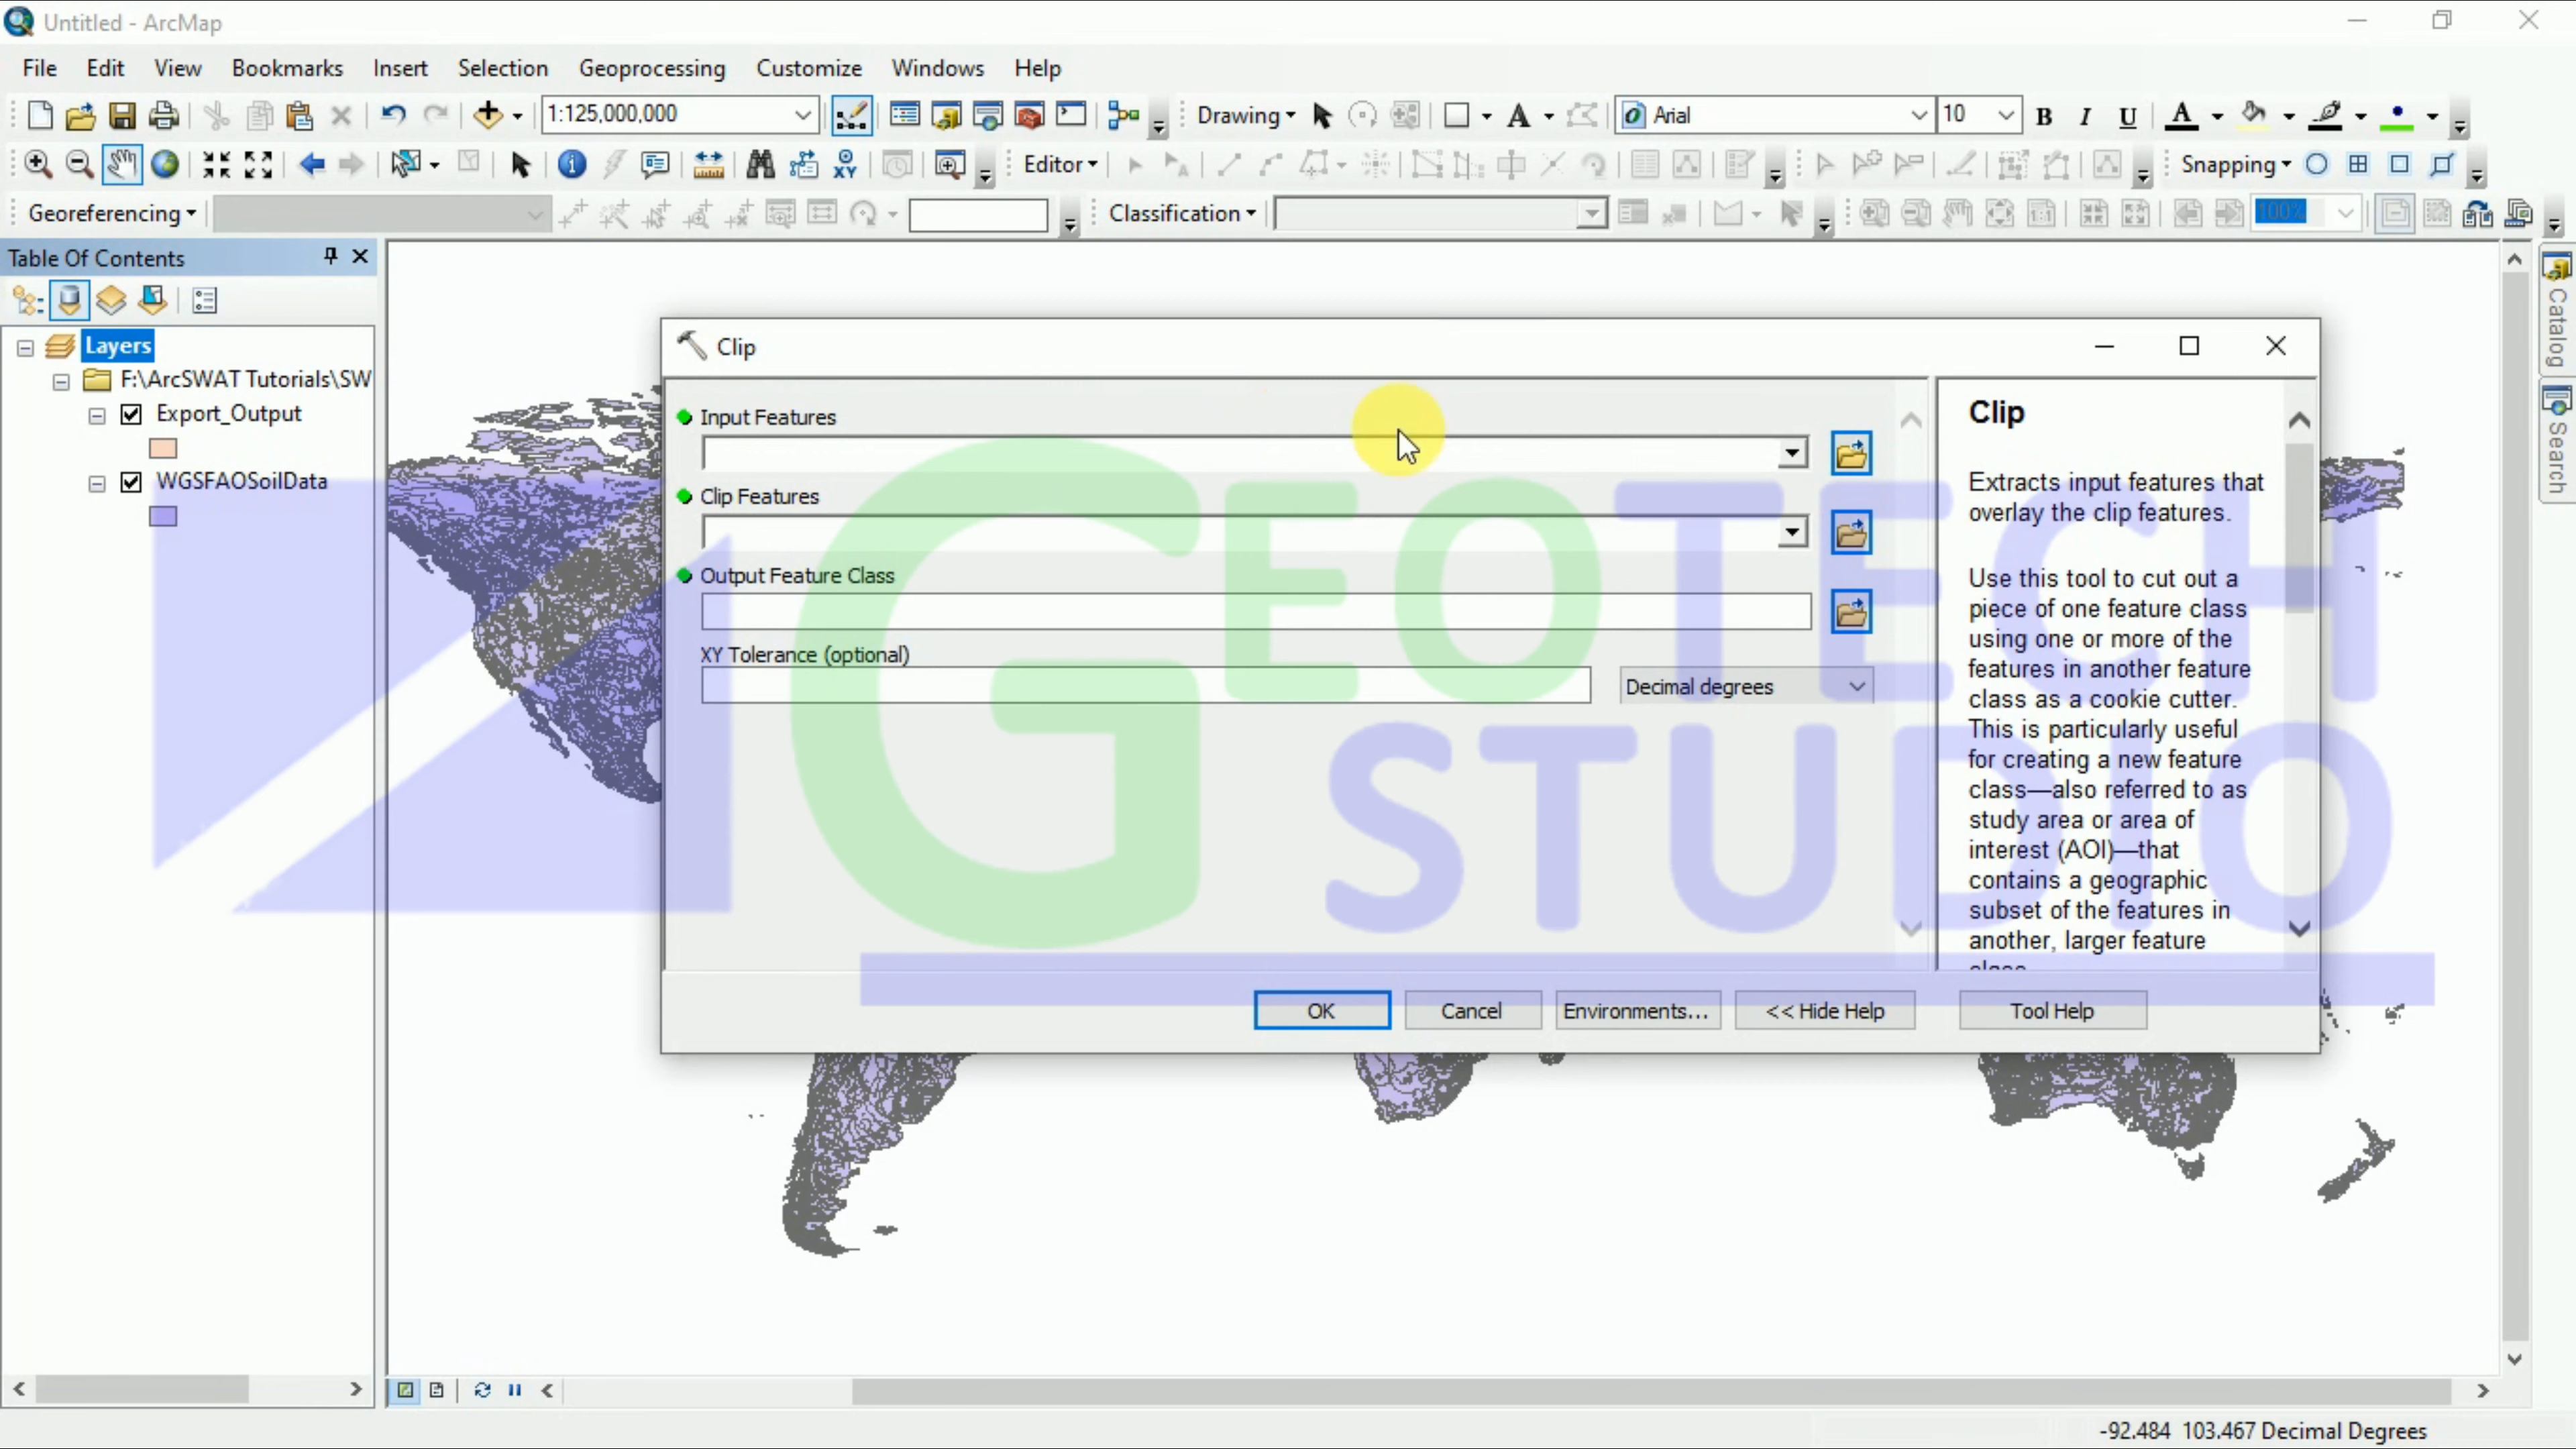 Untitled - ArcMap
File Edit View Bookmarks Insert Selection Geoprocessing Customize Windows Help
1:125,000,000 Drawing Arial 10 B I U A
Editor Snapping
Georeferencing Classification 100%
Table Of Contents
Layers
F:\ArcSWAT Tutorials\SW
Export_Output
WGSFAOSoilData
Clip
Input Features
Clip Features
Output Feature Class
XY Tolerance (optional)
Decimal degrees
Clip
Extracts input features that
overlay the clip features.
Use this tool to cut out a
piece of one feature class
using one or more of the
features in another feature
class as a cookie cutter.
This is particularly useful
for creating a new feature
class—also referred to as
study area or area of
interest (AOI)—that
contains a geographic
subset of the features in
another, larger feature
OK Cancel Environments... << Hide Help Tool Help
GEOTECH
STUDIO
Catalog
Search
-92.484 103.467 Decimal Degrees